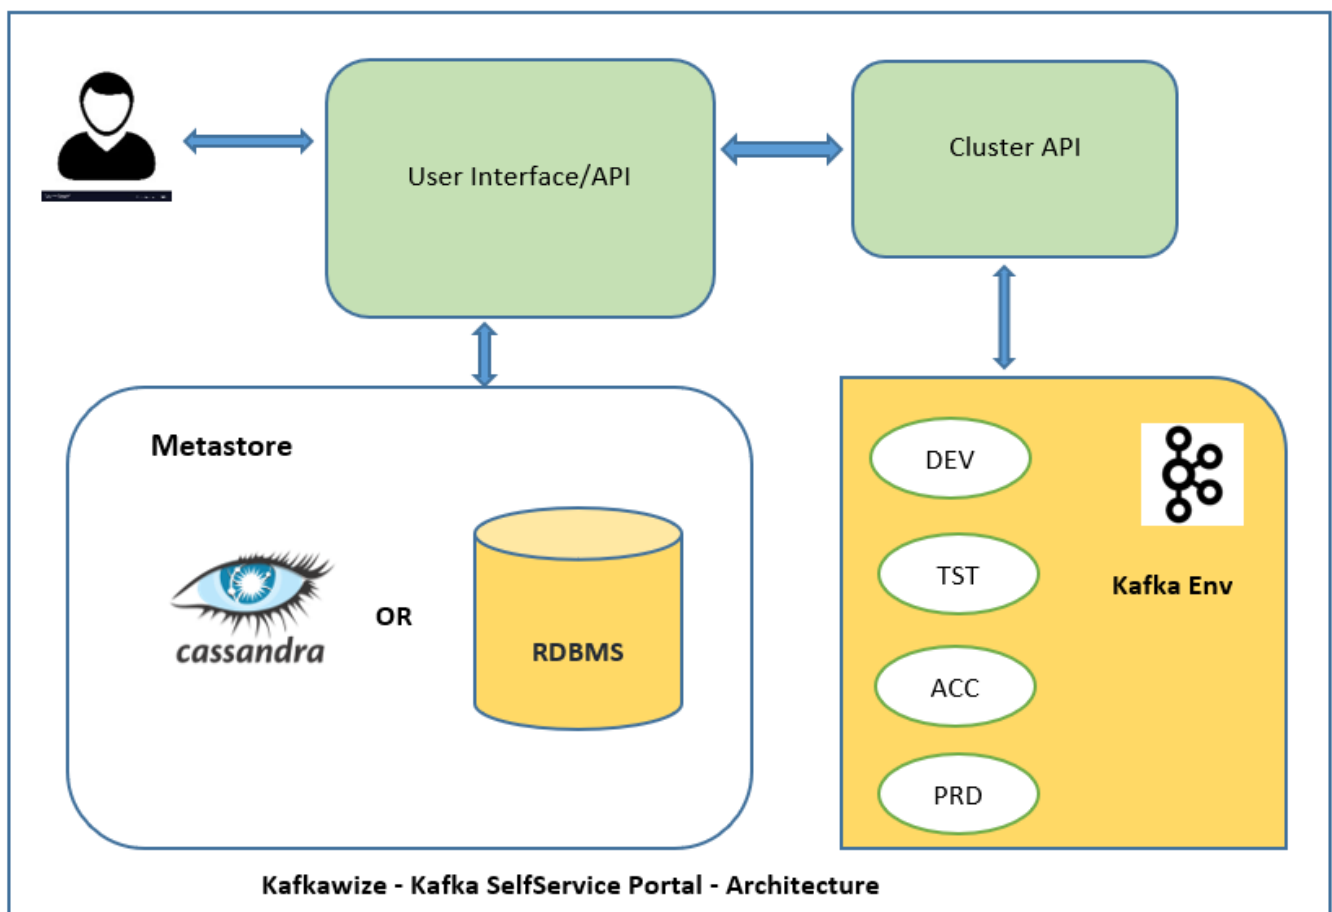 User Interface/API
Cluster API
Metastore
cassandra
OR
RDBMS
DEV
TST
ACC
PRD
Kafka Env
Kafkawize - Kafka SelfService Portal - Architecture